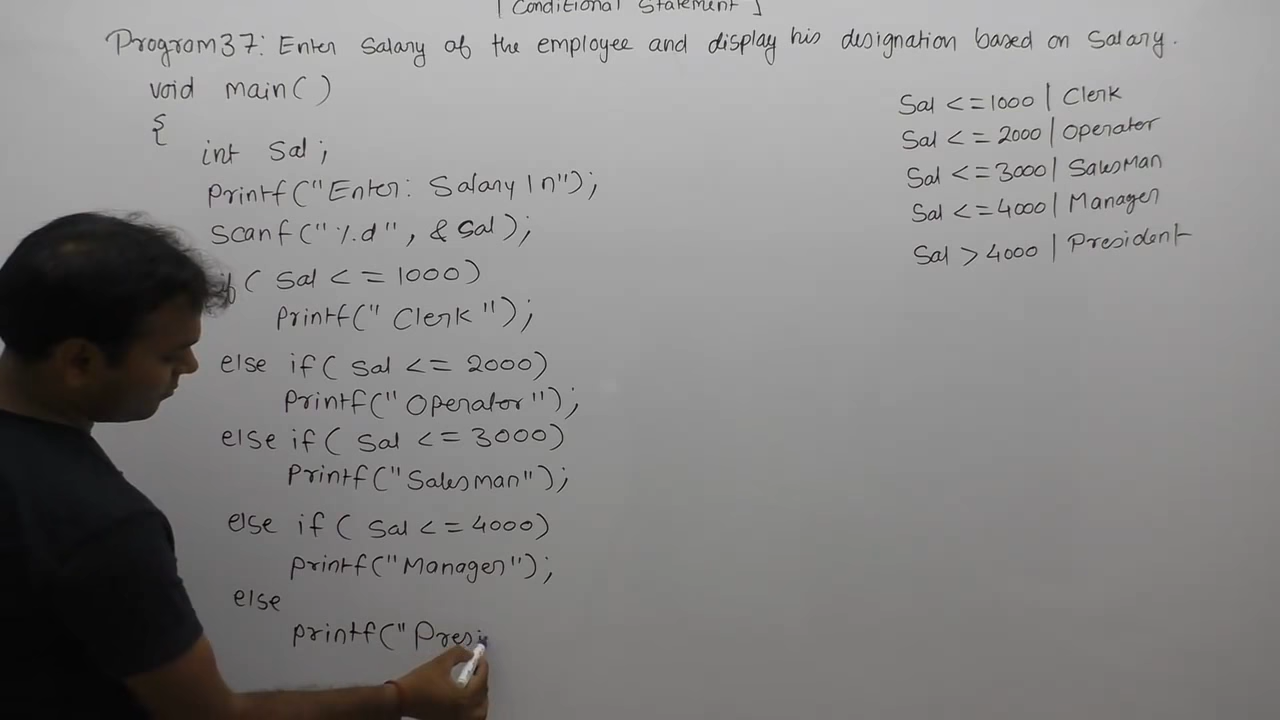 [Conditional Statement]
Program37: Enter Salary of the employee and display his designation based on Salary.
void main( )
{
int Sal;
Printf("Enter: Salary \n");
Scanf("%d", & Sal);
if( Sal <= 1000)
Printf("Clerk");
else if( Sal <= 2000)
Printf("Operator");
else if( Sal <= 3000)
Printf("Salesman");
else if( Sal <= 4000)
printf("Manager");
else
printf("Presi
Sal <=1000 | Clerk
Sal <= 2000 | Operator
Sal <=3000 | SalesMan
Sal <=4000 | Manager
Sal > 4000 | President